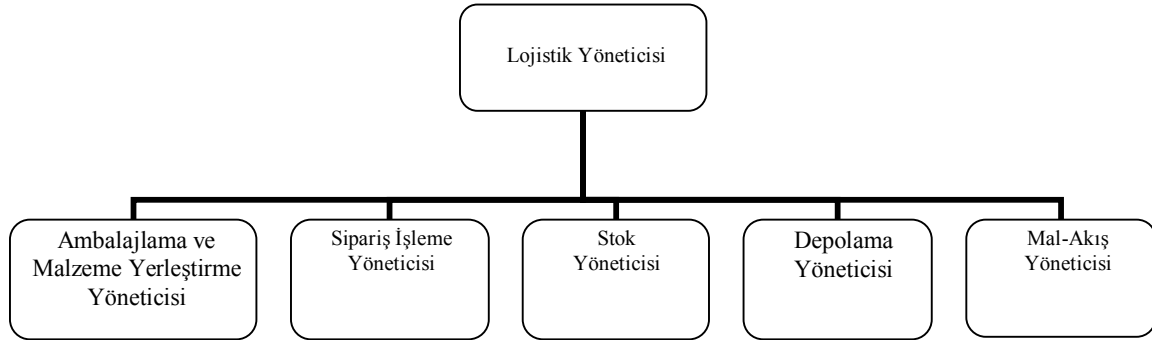 Lojistik Yöneticisi
Ambalajlama ve
Malzeme Yerleştirme
Yöneticisi
Sipariş İşleme
Yöneticisi
Stok
Yöneticisi
Depolama
Yöneticisi
Mal-Akış
Yöneticisi